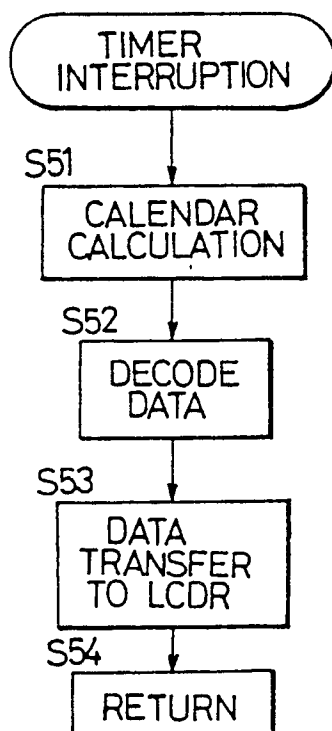 TIMER
INTERRUPTION
S51
CALENDAR
CALCULATION
S52
DECODE
DATA
S53
DATA
TRANSFER
TO LCDR
S54
RETURN